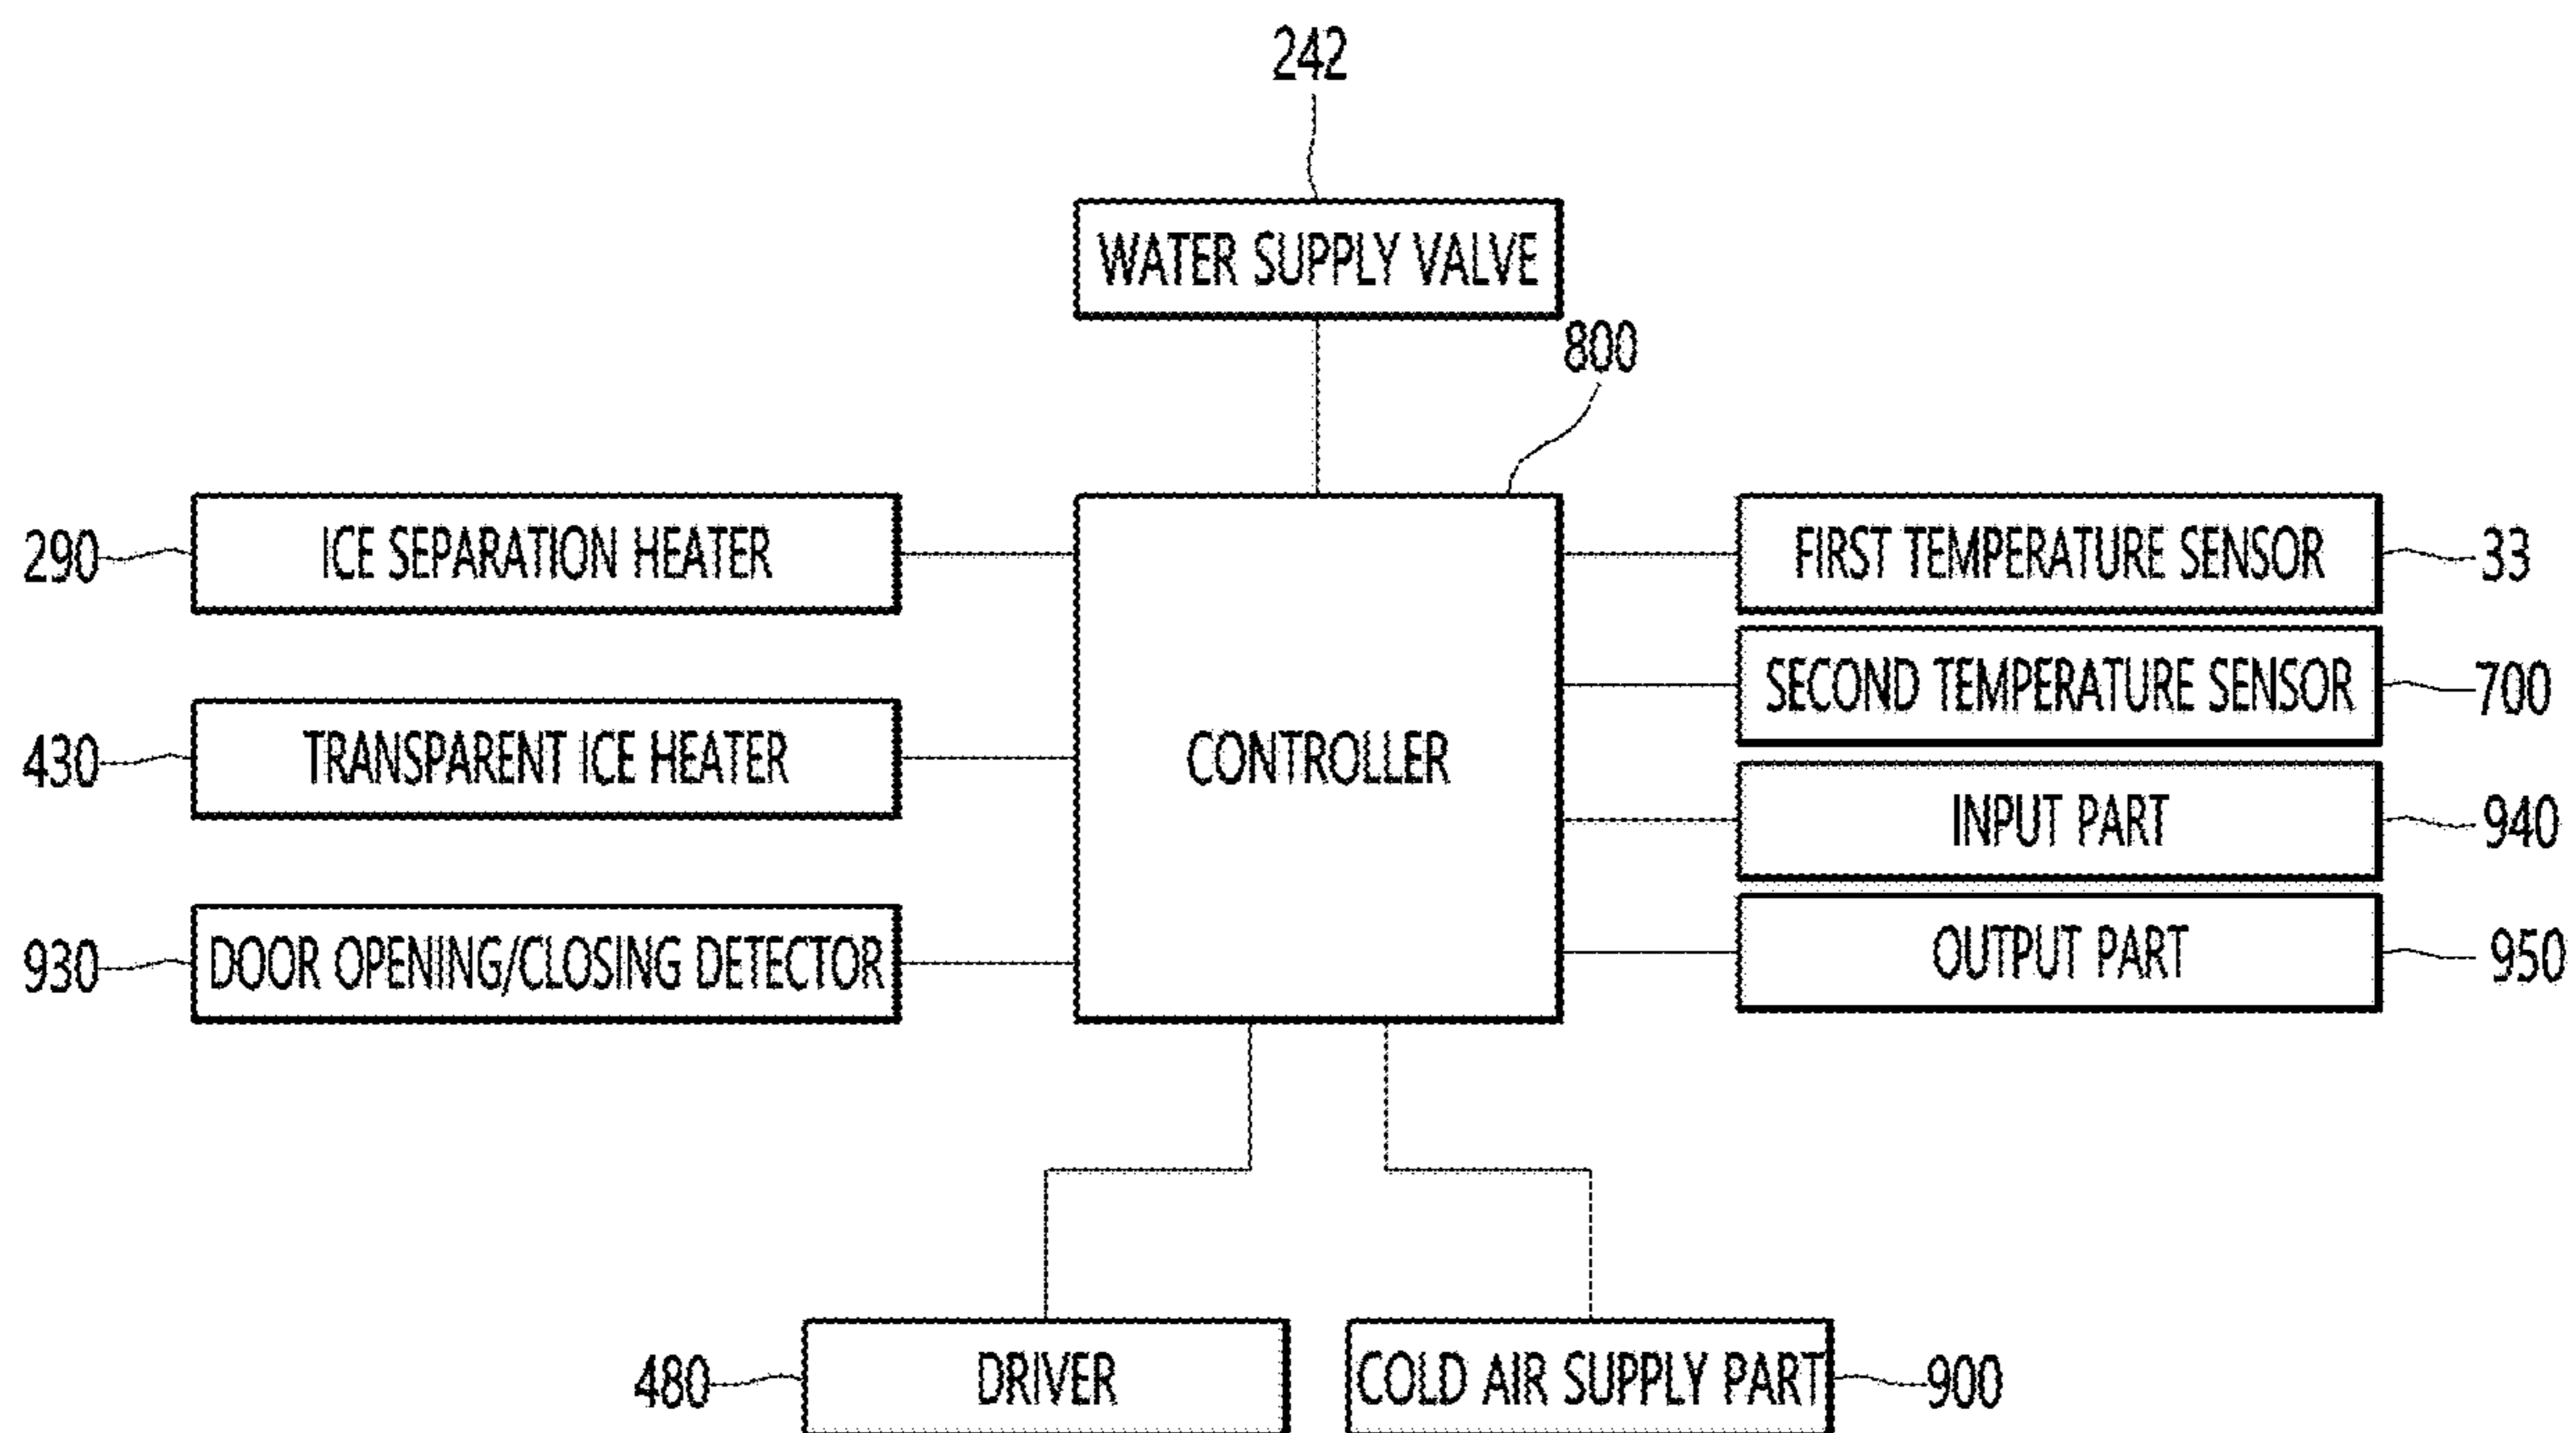 242
WATER SUPPLY VALVE
800
290
ICE SEPARATION HEATER
FIRST TEMPERATURE SENSOR
33
SECOND TEMPERATURE SENSOR
700
430
TRANSPARENT ICE HEATER
CONTROLLER
INPUT PART
940
930
DOOR OPENING/CLOSING DETECTOR
OUTPUT PART
950
480
DRIVER
COLD AIR SUPPLY PART
900